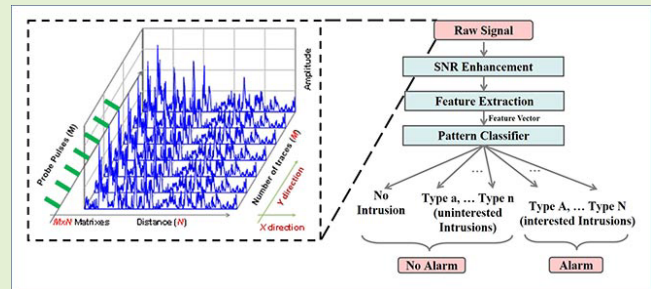 Amplitude
Probe Pulses (M)
Number of traces (M)
Y direction
X direction
MxN Matrixes
Distance (N)
Raw Signal
SNR Enhancement
Feature Extraction
Feature Vector
Pattern Classifier
...
...
No
Intrusion
Type a, ... Type n
(uninterested
Intrusions)
Type A, ... Type N
(interested Intrusions)
No Alarm
Alarm